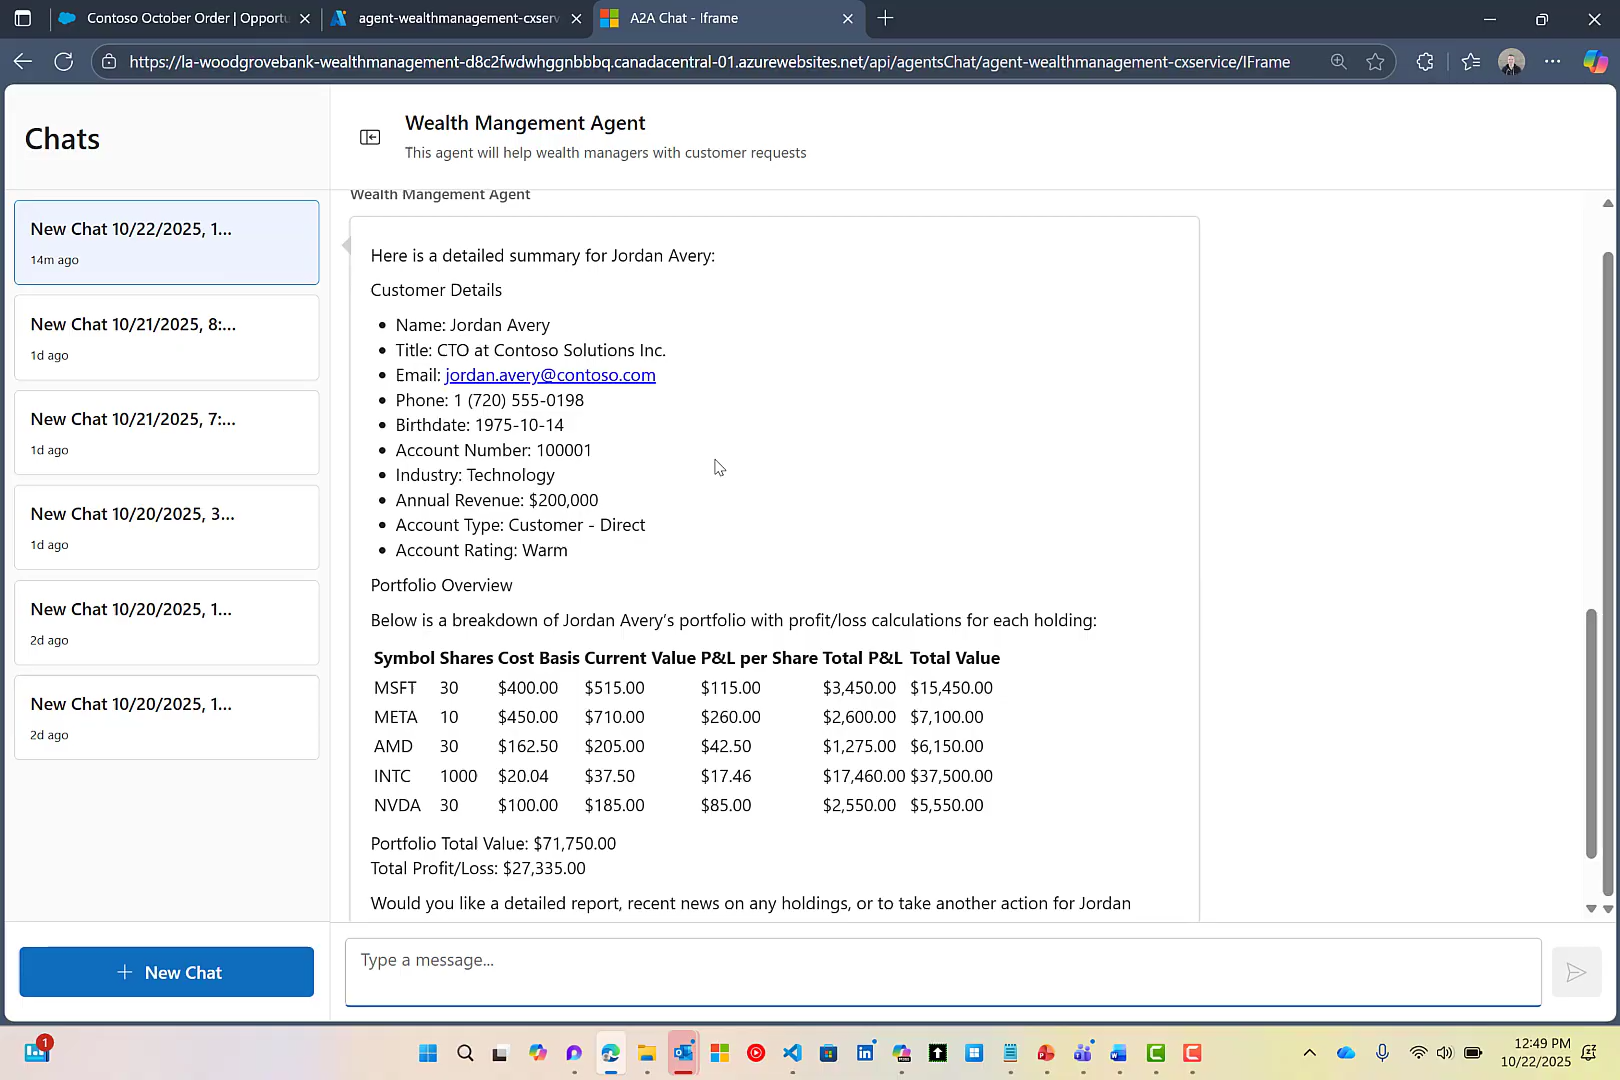 Contoso October Order | Opportu
agent-wealthmanagement-cxserv
A2A Chat - Iframe
https://la-woodgrovebank-wealthmanagement-d8c2fwdwhggnbbbq.canadacentral-01.azurewebsites.net/api/agentsChat/agent-wealthmanagement-cxservice/IFrame
Chats
New Chat 10/22/2025, 1...
14m ago
New Chat 10/21/2025, 8:...
1d ago
New Chat 10/21/2025, 7:...
1d ago
New Chat 10/20/2025, 3...
1d ago
New Chat 10/20/2025, 1...
2d ago
New Chat 10/20/2025, 1...
2d ago
New Chat
Wealth Mangement Agent
This agent will help wealth managers with customer requests
Wealth Mangement Agent
Here is a detailed summary for Jordan Avery:
Customer Details
• Name: Jordan Avery
• Title: CTO at Contoso Solutions Inc.
• Email: jordan.avery@contoso.com
• Phone: 1 (720) 555-0198
• Birthdate: 1975-10-14
• Account Number: 100001
• Industry: Technology
• Annual Revenue: $200,000
• Account Type: Customer - Direct
• Account Rating: Warm
Portfolio Overview
Below is a breakdown of Jordan Avery’s portfolio with profit/loss calculations for each holding:
Symbol Shares Cost Basis Current Value P&L per Share Total P&L Total Value
MSFT 30 $400.00 $515.00 $115.00 $3,450.00 $15,450.00
META 10 $450.00 $710.00 $260.00 $2,600.00 $7,100.00
AMD 30 $162.50 $205.00 $42.50 $1,275.00 $6,150.00
INTC 1000 $20.04 $37.50 $17.46 $17,460.00 $37,500.00
NVDA 30 $100.00 $185.00 $85.00 $2,550.00 $5,550.00
Portfolio Total Value: $71,750.00
Total Profit/Loss: $27,335.00
Would you like a detailed report, recent news on any holdings, or to take another action for Jordan
Type a message...
1
12:49 PM
10/22/2025